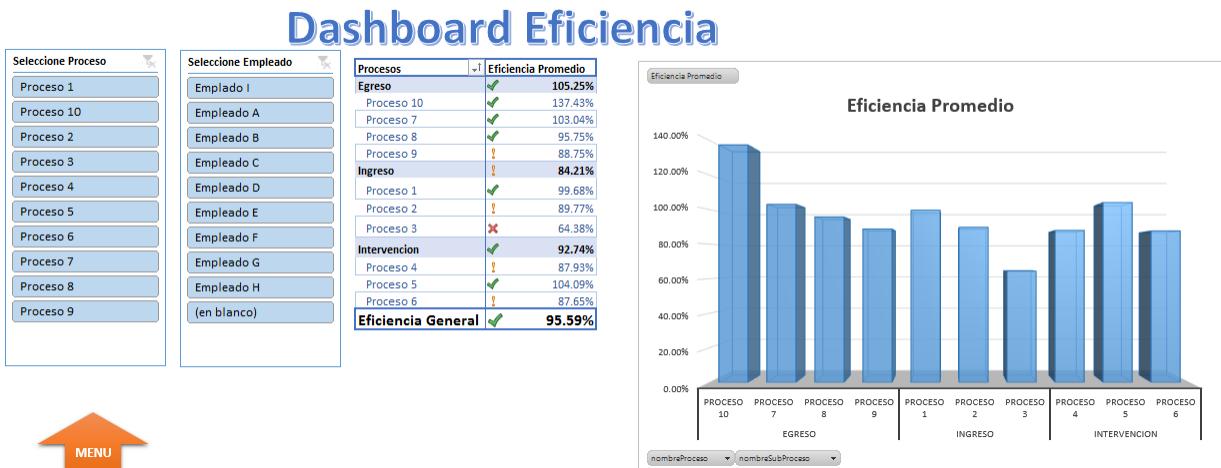 Dashboard Eficiencia
Seleccione Proceso
Proceso 1
Proceso 10
Proceso 2
Proceso 3
Proceso 4
Proceso 5
Proceso 6
Proceso 7
Proceso 8
Proceso 9
Seleccione Empleado
Emplado I
Empleado A
Empleado B
Empleado C
Empleado D
Empleado E
Empleado F
Empleado G
Empleado H
(en blanco)
Procesos Eficiencia Promedio
Egreso 105.25%
Proceso 10 137.43%
Proceso 7 103.04%
Proceso 8 95.75%
Proceso 9 88.75%
Ingreso 84.21%
Proceso 1 99.68%
Proceso 2 89.77%
Proceso 3 64.38%
Intervencion 92.74%
Proceso 4 87.93%
Proceso 5 104.09%
Proceso 6 87.65%
Eficiencia General 95.59%
Eficiencia Promedio
Eficiencia Promedio
140.00%
120.00%
100.00%
80.00%
60.00%
40.00%
20.00%
0.00%
PROCESO PROCESO PROCESO PROCESO PROCESO PROCESO PROCESO PROCESO PROCESO PROCESO
10 7 8 9 1 2 3 4 5 6
EGRESO INGRESO INTERVENCION
nombreProceso nombreSubProceso
MENU